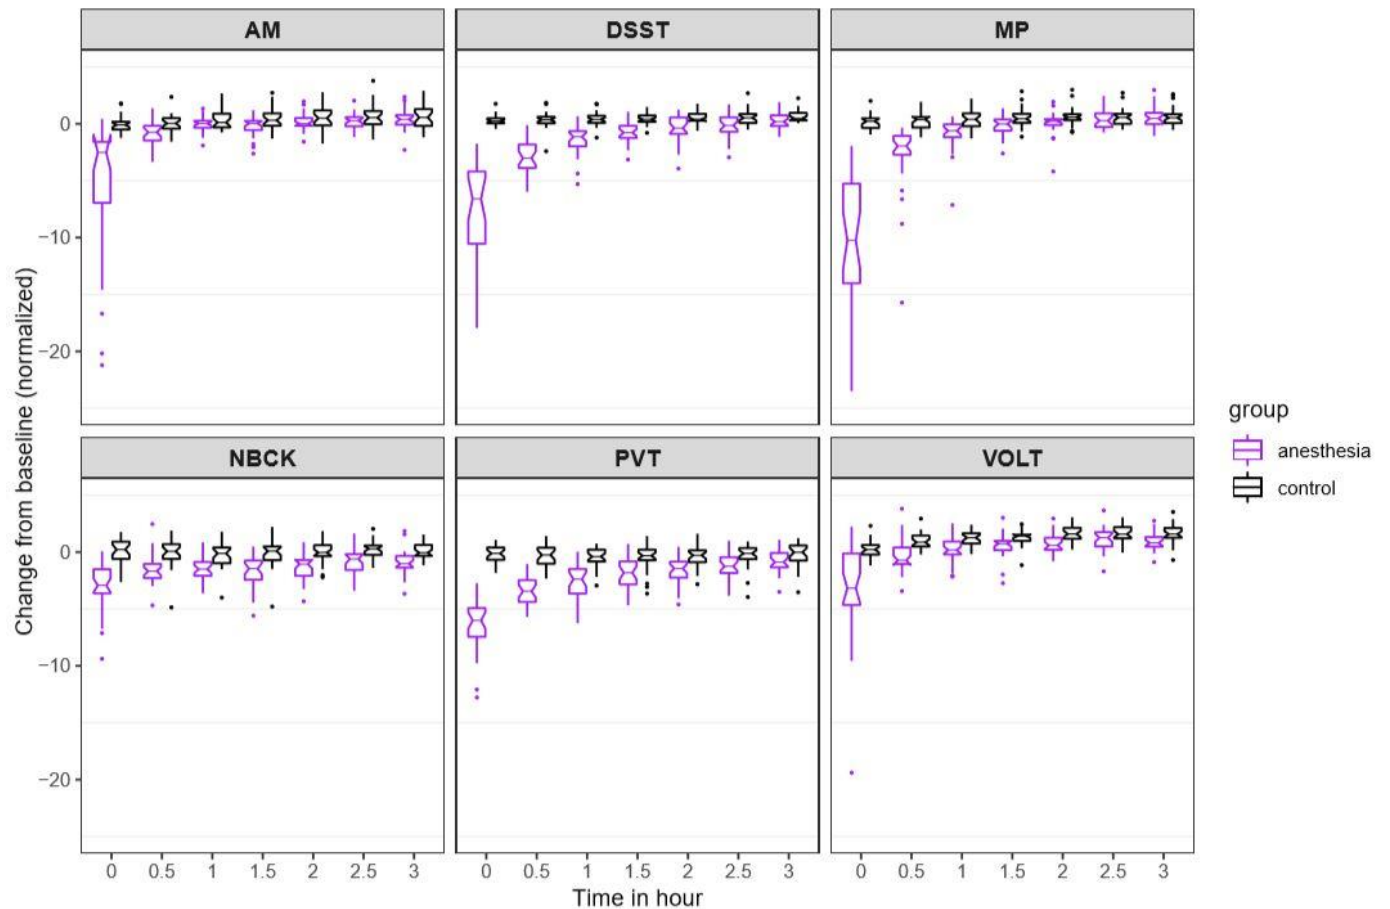 AM
DSST
MP
0
−10
−20
NBCK
PVT
VOLT
0
−10
−20
0 0.5 1 1.5 2 2.5 3
0 0.5 1 1.5 2 2.5 3
0 0.5 1 1.5 2 2.5 3
Time in hour
Change from baseline (normalized)
group
anesthesia
control